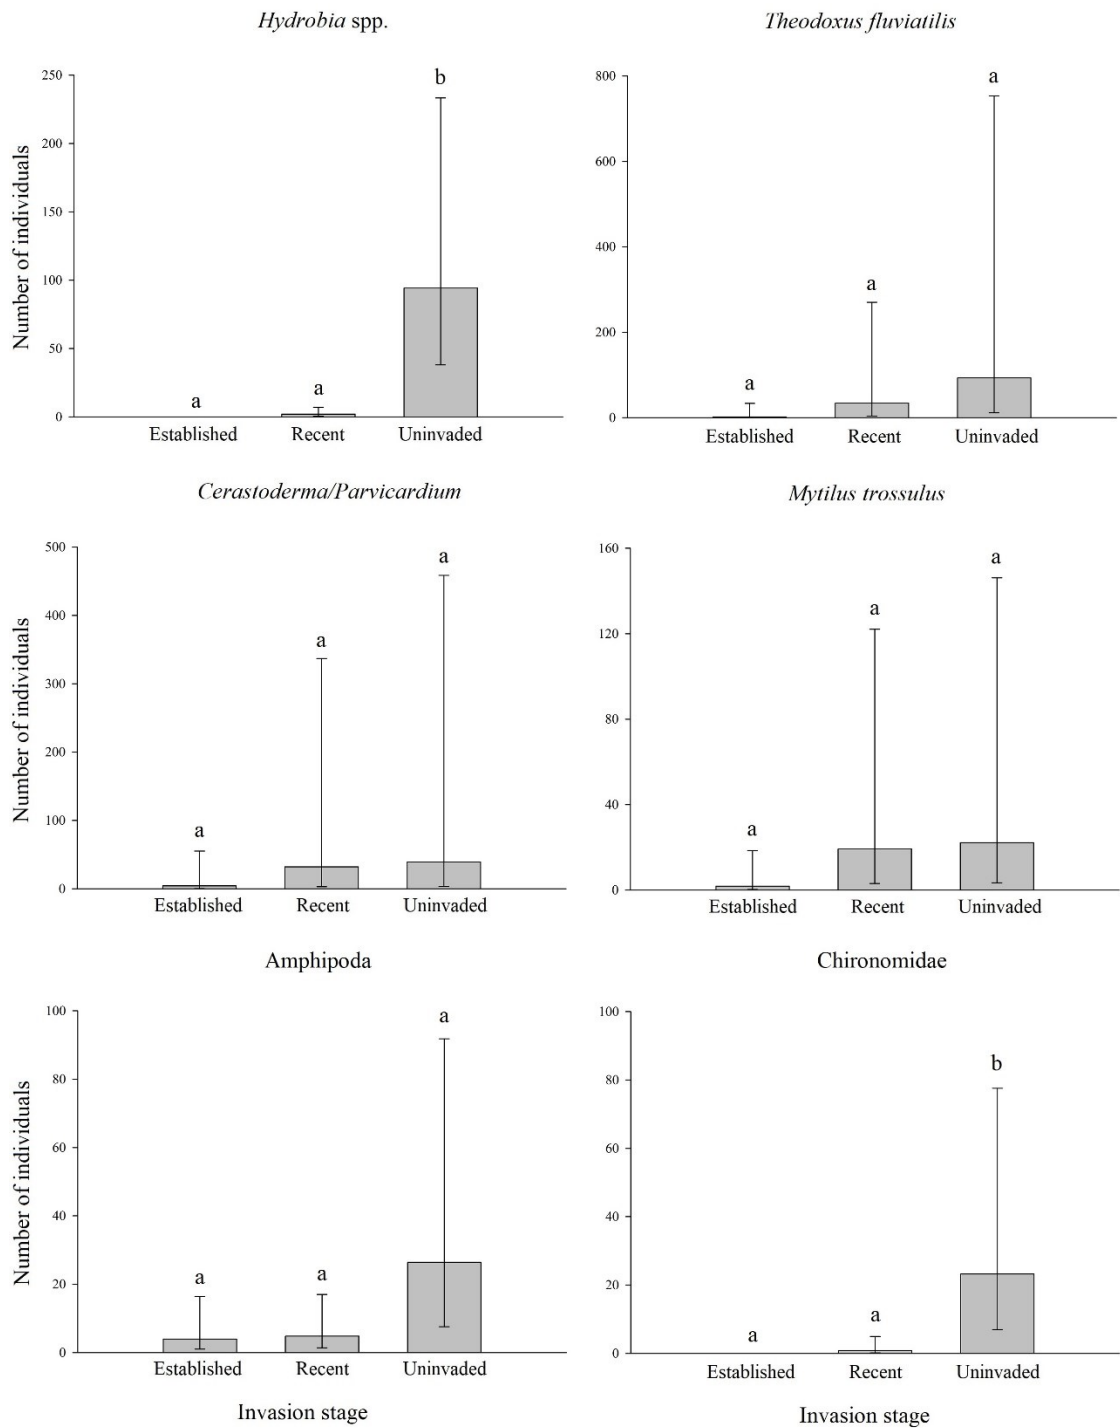 Hydrobia spp.
Number of individuals
250
200
150
100
50
0
a
a
b
Established Recent Uninvaded
Theodoxus fluviatilis
800
600
400
200
0
a
a
a
Established Recent Uninvaded
Cerastoderma/Parvicardium
Number of individuals
500
400
300
200
100
0
a
a
a
Established Recent Uninvaded
Mytilus trossulus
160
120
80
40
0
a
a
a
Established Recent Uninvaded
Amphipoda
Number of individuals
100
80
60
40
20
0
a
a
a
Established Recent Uninvaded
Invasion stage
Chironomidae
100
80
60
40
20
0
a
a
b
Established Recent Uninvaded
Invasion stage